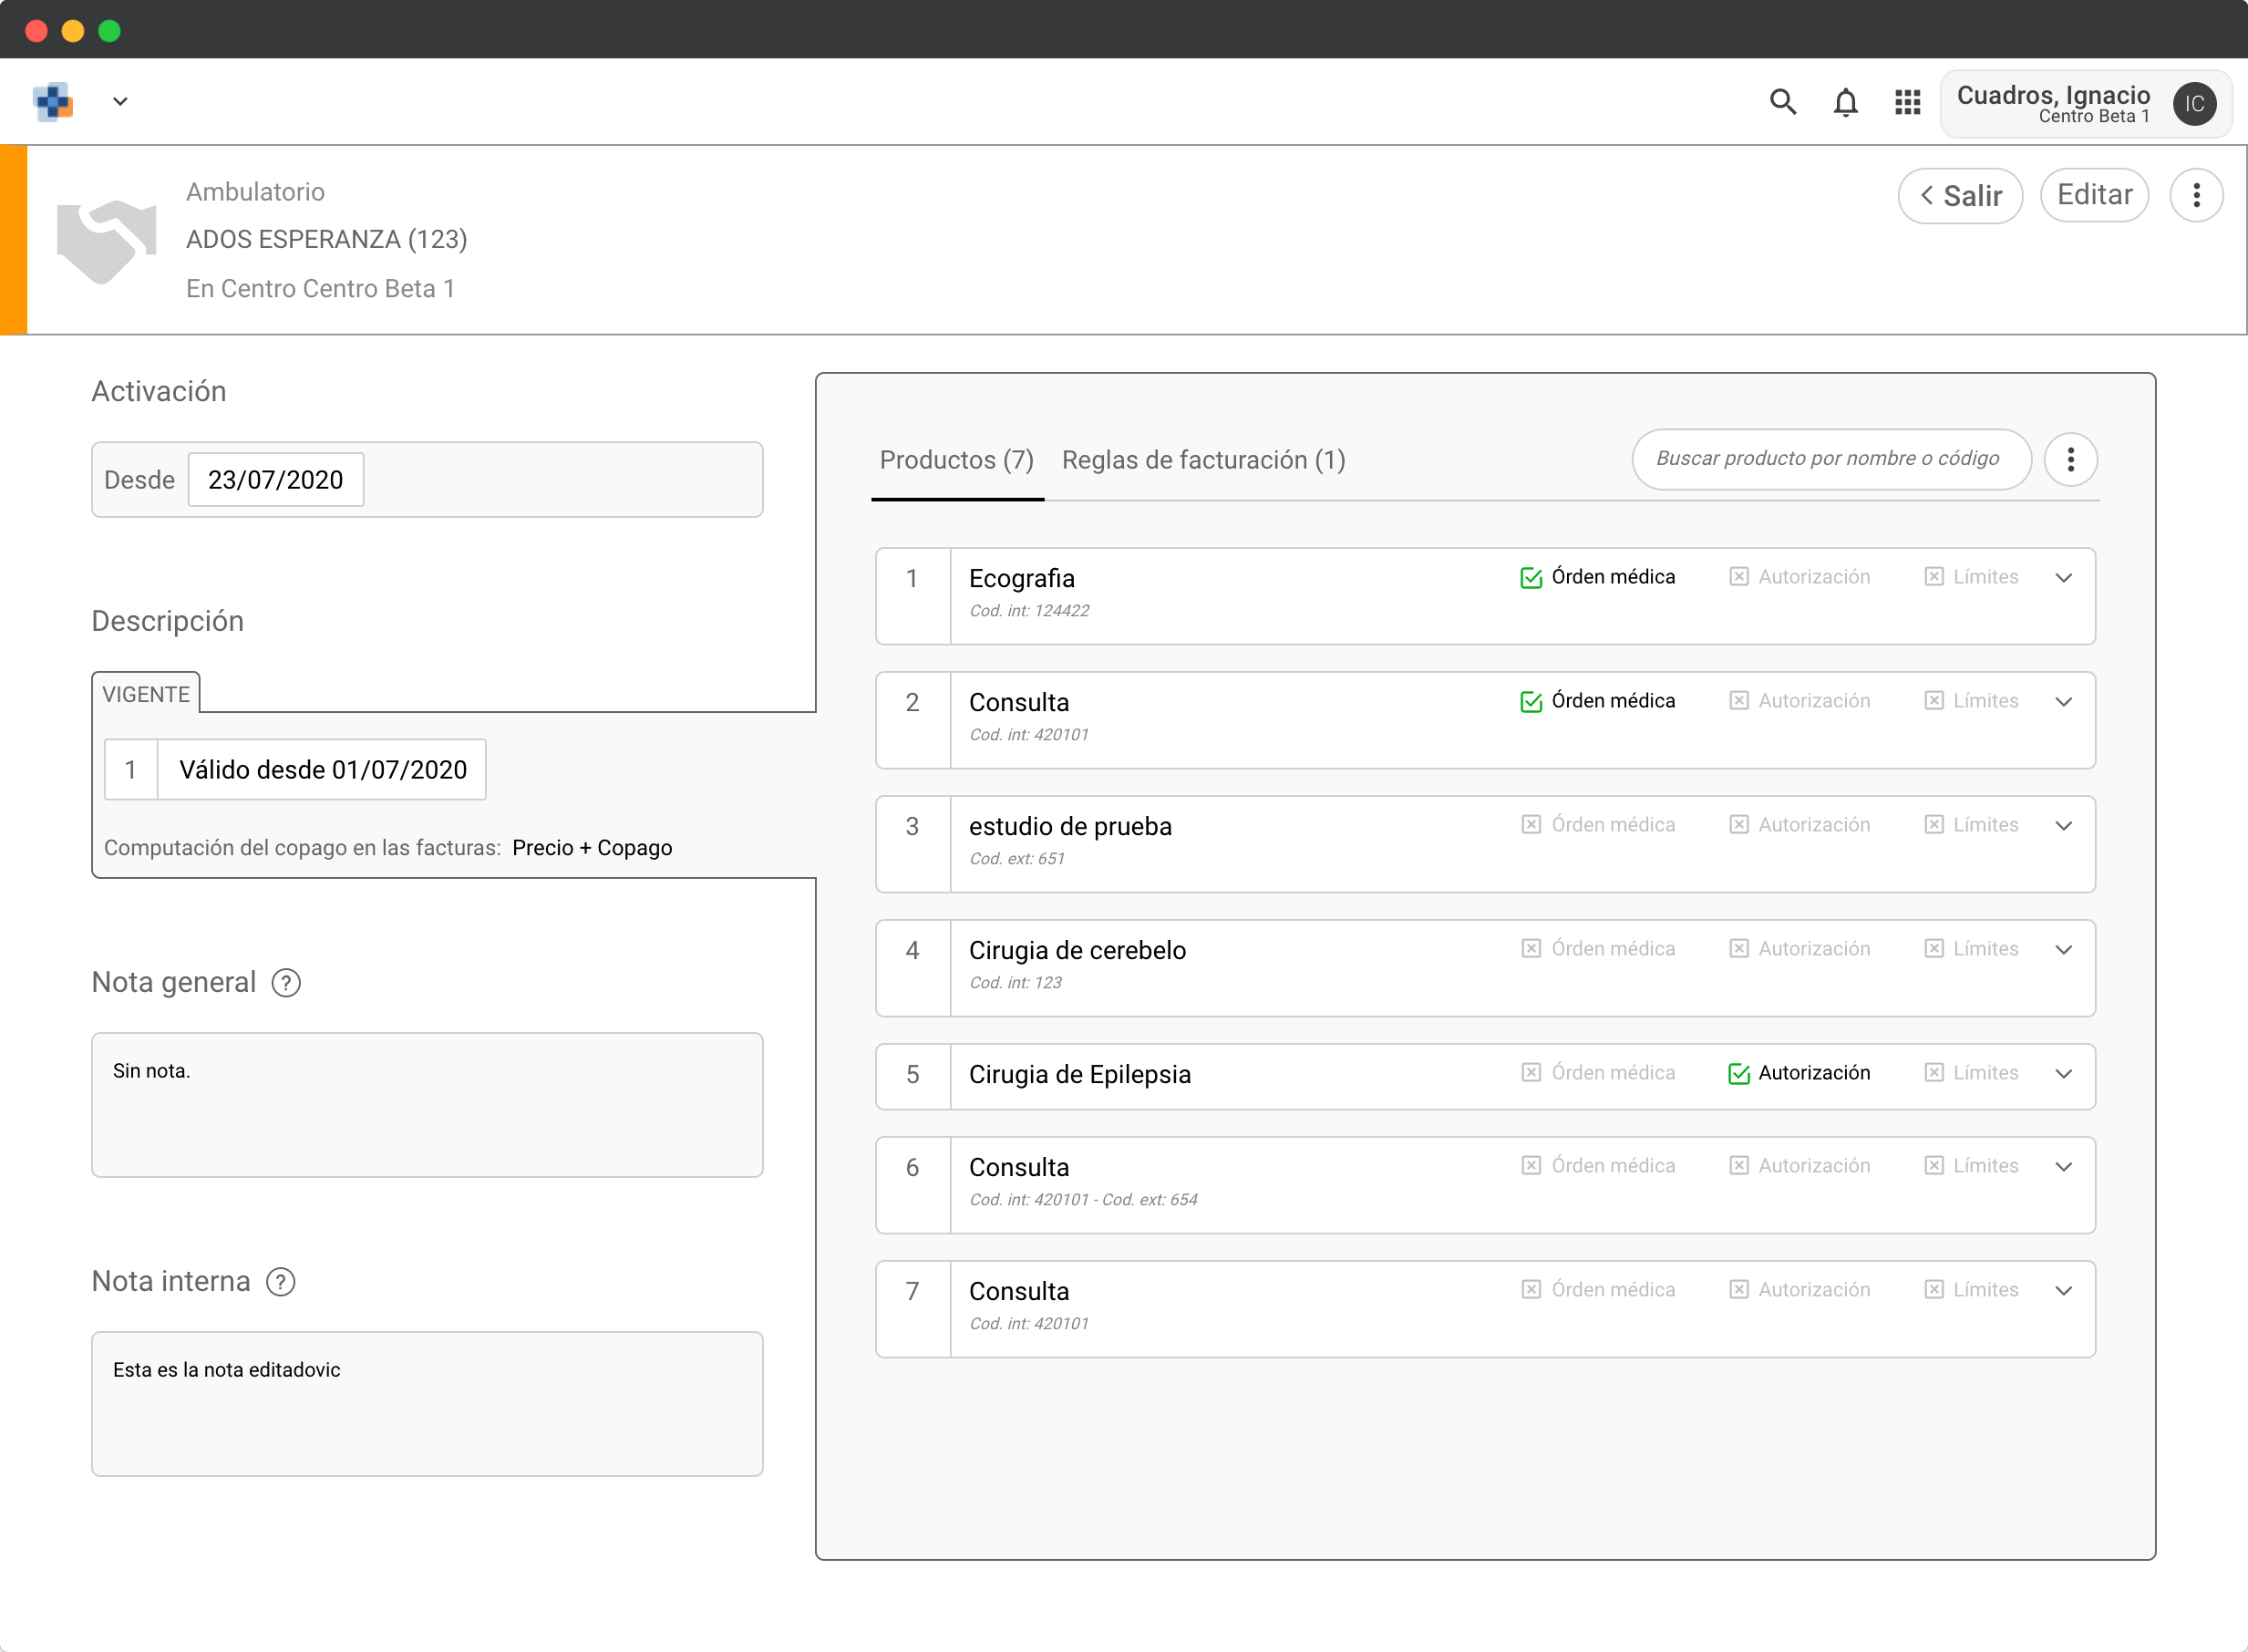 Cuadros, Ignacio
Centro Beta 1
IC
Ambulatorio
ADOS ESPERANZA (123)
En Centro Centro Beta 1
Salir
Editar
Activación
Desde 23/07/2020
Descripción
VIGENTE
1 Válido desde 01/07/2020
Computación del copago en las facturas: Precio + Copago
Nota general ?
Sin nota.
Nota interna ?
Esta es la nota editadovic
Productos (7) Reglas de facturación (1) Buscar producto por nombre o código
1 Ecografia Órden médica Autorización Límites
Cod. int: 124422
2 Consulta Órden médica Autorización Límites
Cod. int: 420101
3 estudio de prueba Órden médica Autorización Límites
Cod. ext: 651
4 Cirugia de cerebelo Órden médica Autorización Límites
Cod. int: 123
5 Cirugia de Epilepsia Órden médica Autorización Límites
6 Consulta Órden médica Autorización Límites
Cod. int: 420101 - Cod. ext: 654
7 Consulta Órden médica Autorización Límites
Cod. int: 420101